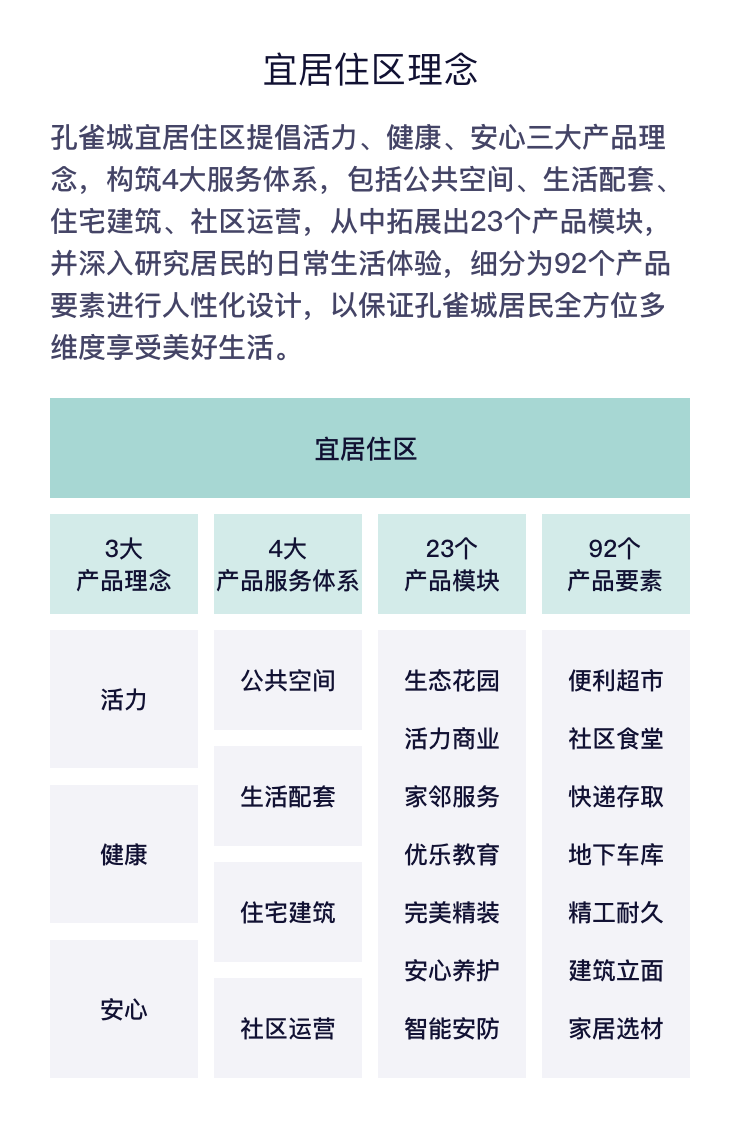 宜居住区理念
孔雀城宜居住区提倡活力、健康、安心三大产品理
念，构筑4大服务体系，包括公共空间、生活配套、
住宅建筑、社区运营，从中拓展出23个产品模块，
并深入研究居民的日常生活体验，细分为92个产品
要素进行人性化设计，以保证孔雀城居民全方位多
维度享受美好生活。
宜居住区
3大
产品理念
4大
产品服务体系
23个
产品模块
92个
产品要素
活力
健康
安心
公共空间
生活配套
住宅建筑
社区运营
生态花园
活力商业
家邻服务
优乐教育
完美精装
安心养护
智能安防
便利超市
社区食堂
快递存取
地下车库
精工耐久
建筑立面
家居选材